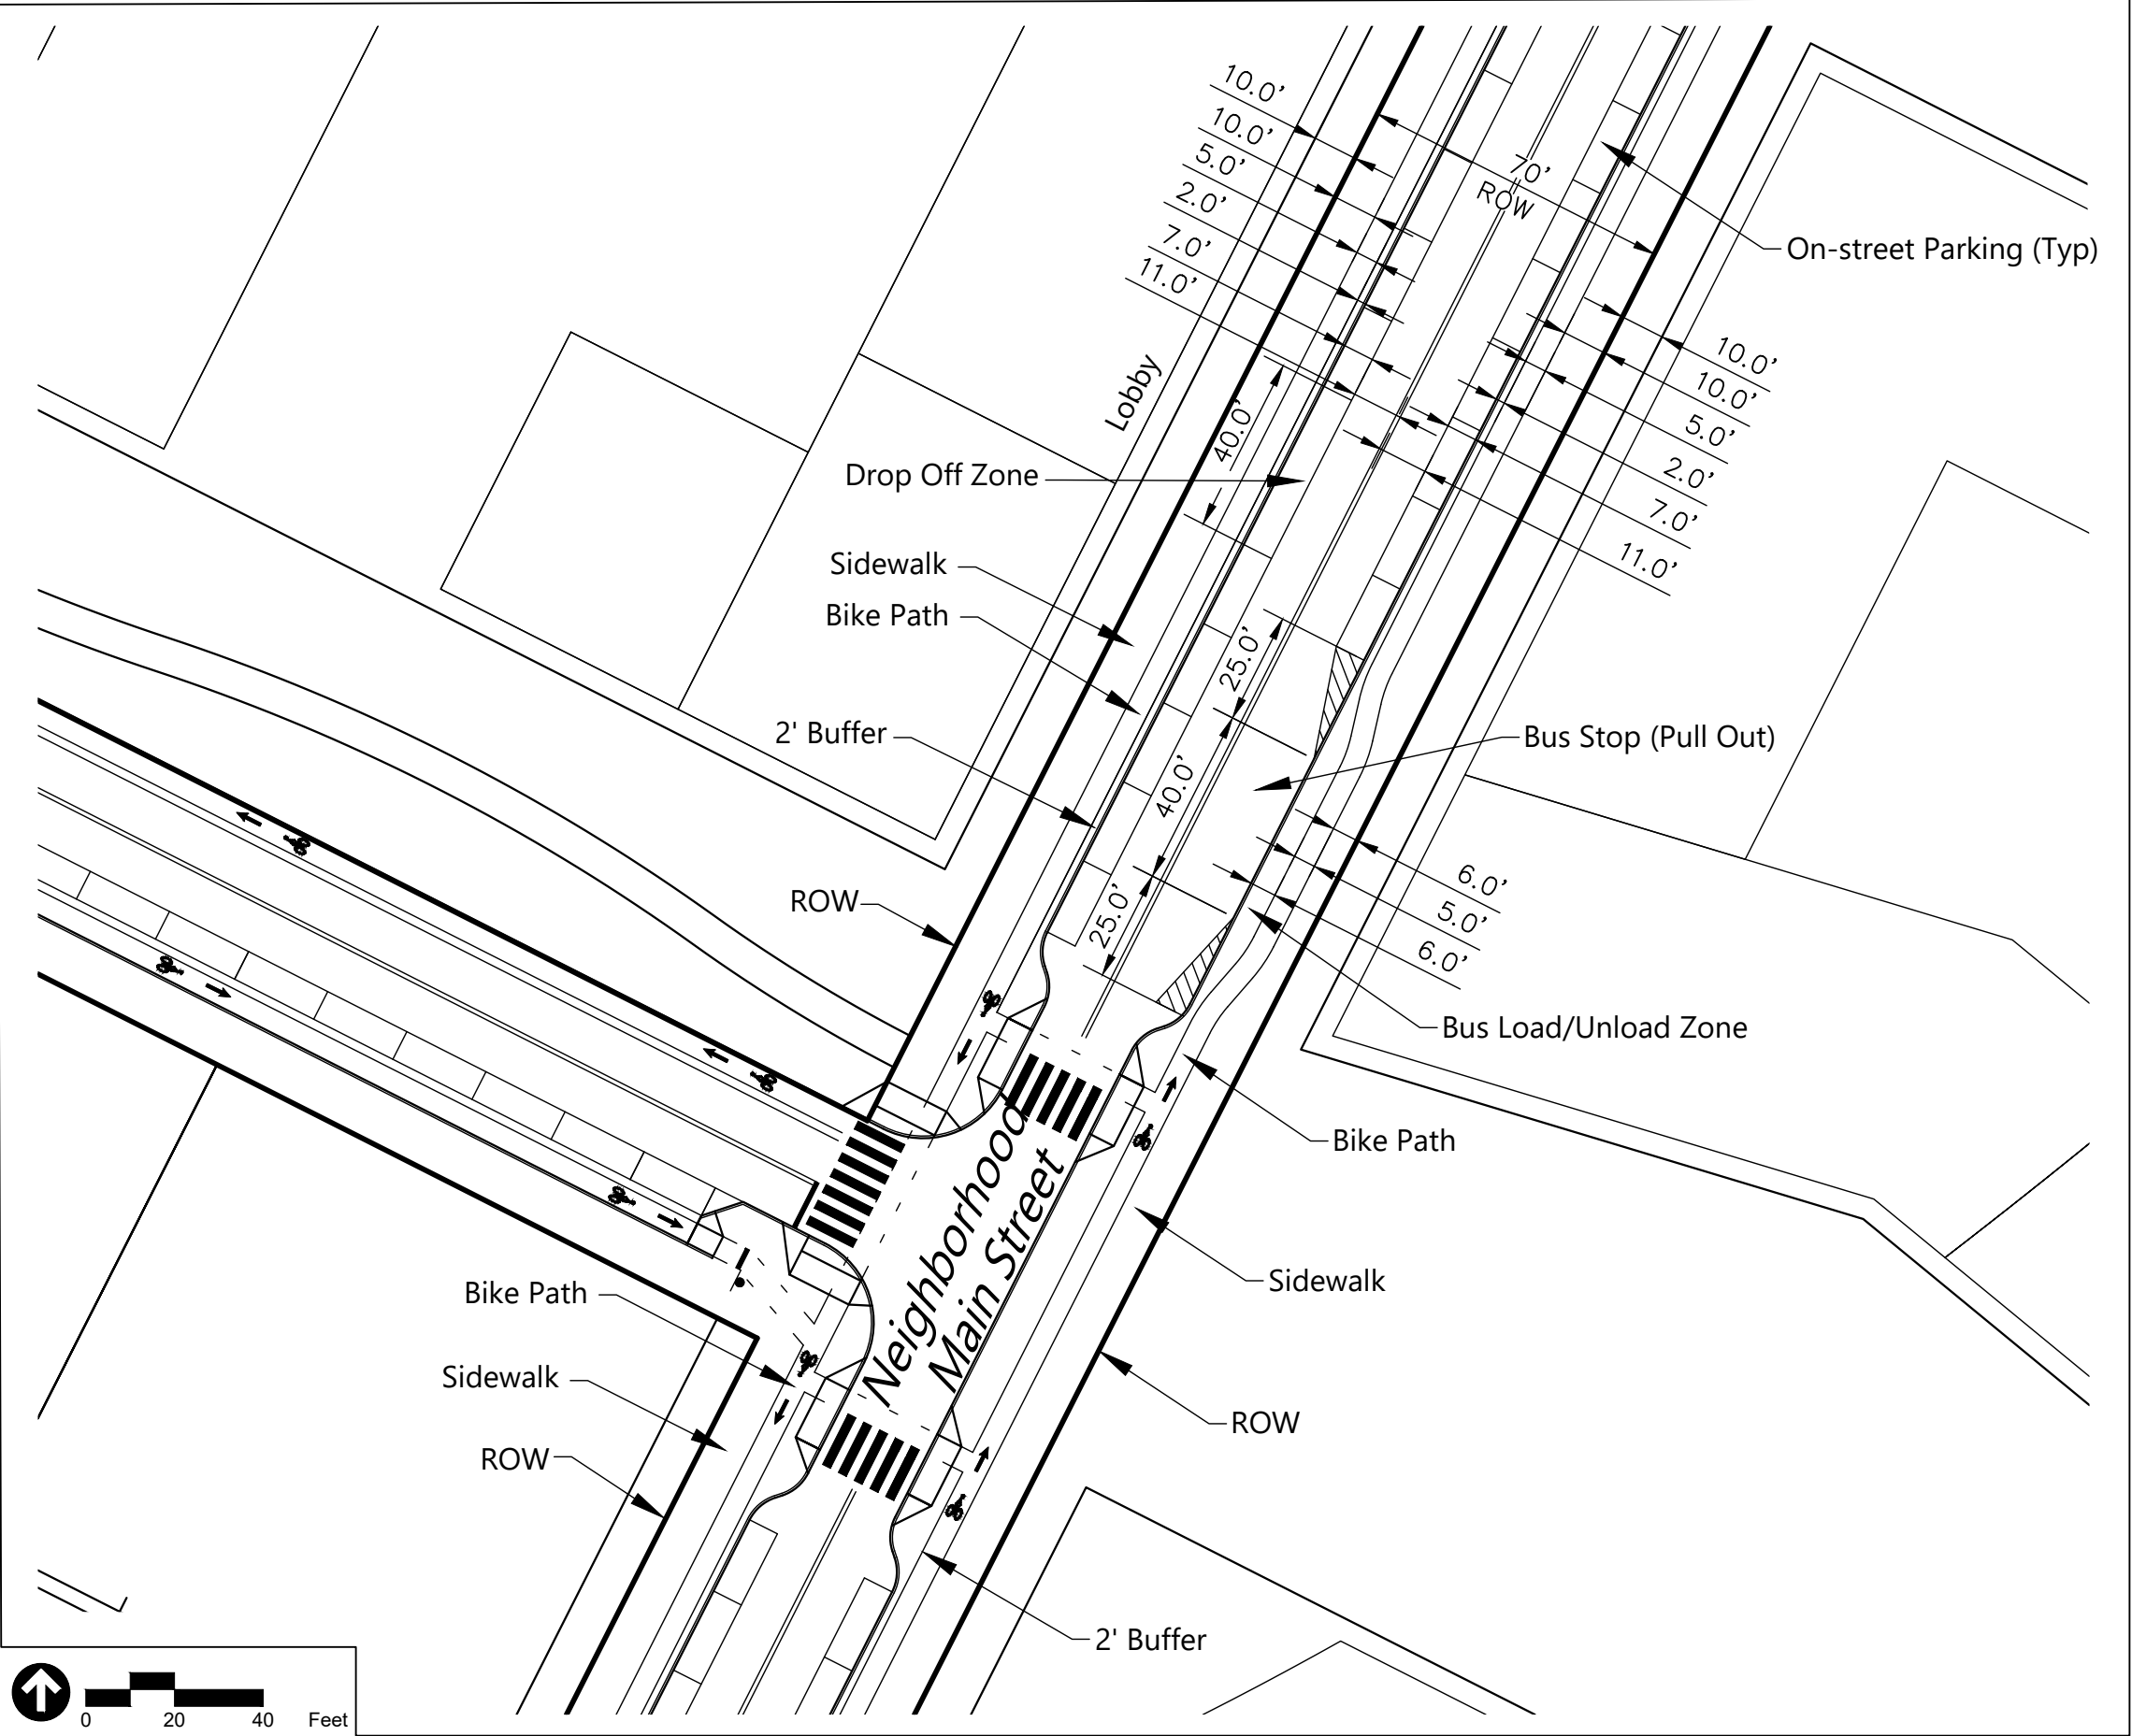 10.0’
10.0’
5.0’
2.0’
7.0’
11.0’
70’
ROW
On-street Parking (Typ)
10.0’
10.0’
5.0’
2.0’
7.0’
11.0’
Lobby
40.0’
Drop Off Zone
Sidewalk
Bike Path
25.0’
2' Buffer
Bus Stop (Pull Out)
40.0’
ROW
25.0’
6.0’
5.0’
6.0’
Bus Load/Unload Zone
Bike Path
Neighborhood
Main Street
Sidewalk
Bike Path
Sidewalk
ROW
ROW
2' Buffer
0 20 40 Feet